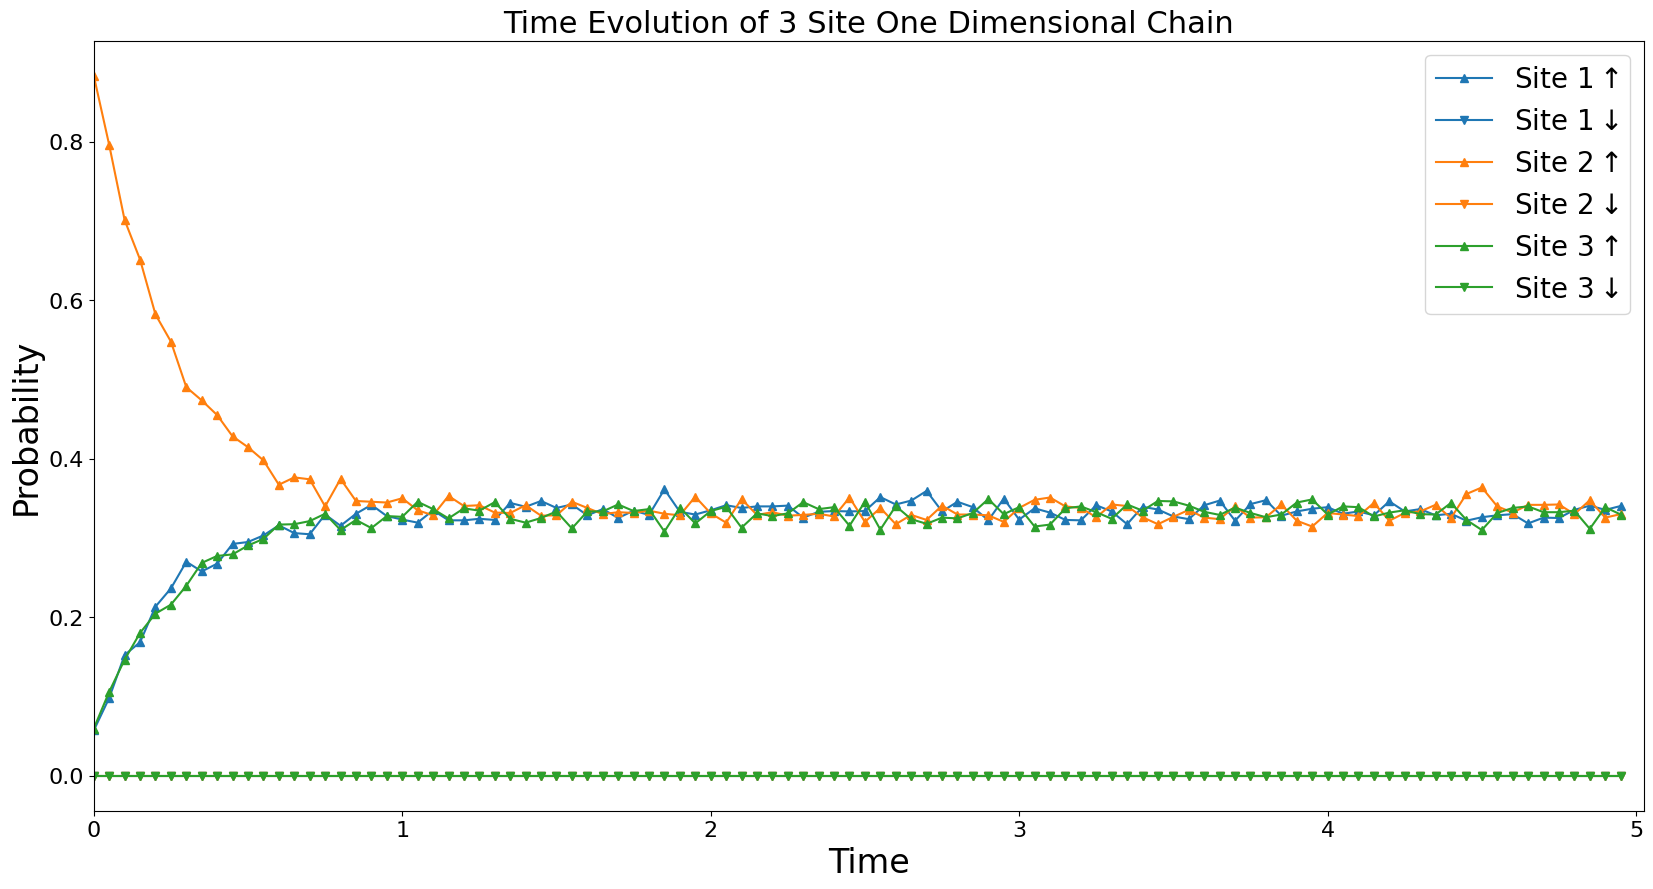 Time Evolution of 3 Site One Dimensional Chain
Probability
0.8
0.6
0.4
0.2
0.0
Site 1 ↑
Site 1 ↓
Site 2 ↑
Site 2 ↓
Site 3 ↑
Site 3 ↓
0 1 2 3 4 5
Time